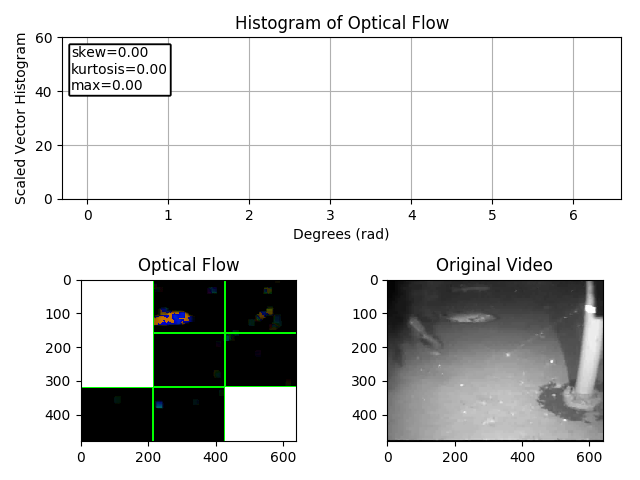 Histogram of Optical Flow
Scaled Vector Histogram
60
40
20
0
skew=0.00
kurtosis=0.00
max=0.00
0 1 2 3 4 5 6
Degrees (rad)
Optical Flow
0
100
200
300
400
0 200 400 600
Original Video
0
100
200
300
400
0 200 400 600